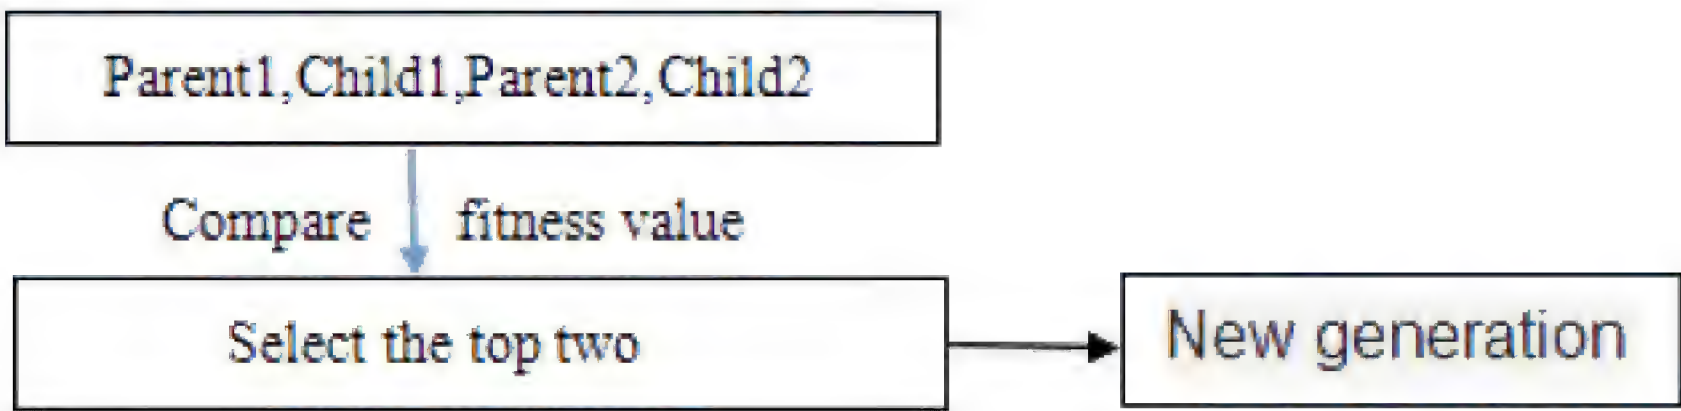 Parent1,Child1,Parent2,Child2
Compare fitness value
Select the top two
New generation